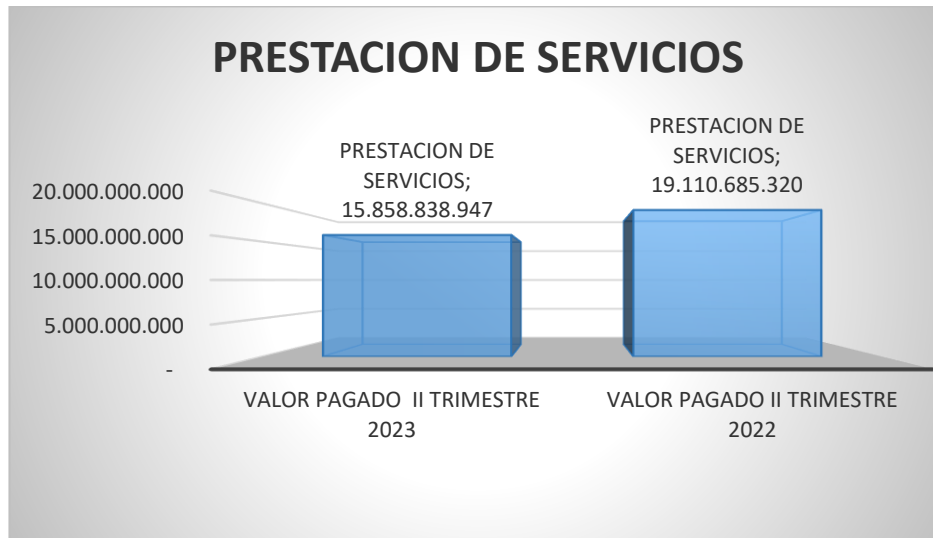 PRESTACION DE SERVICIOS
PRESTACION DE
SERVICIOS;
15.858.838.947
PRESTACION DE
SERVICIOS;
19.110.685.320
20.000.000.000
15.000.000.000
10.000.000.000
5.000.000.000
-
VALOR PAGADO  II TRIMESTRE
2023
VALOR PAGADO II TRIMESTRE
2022